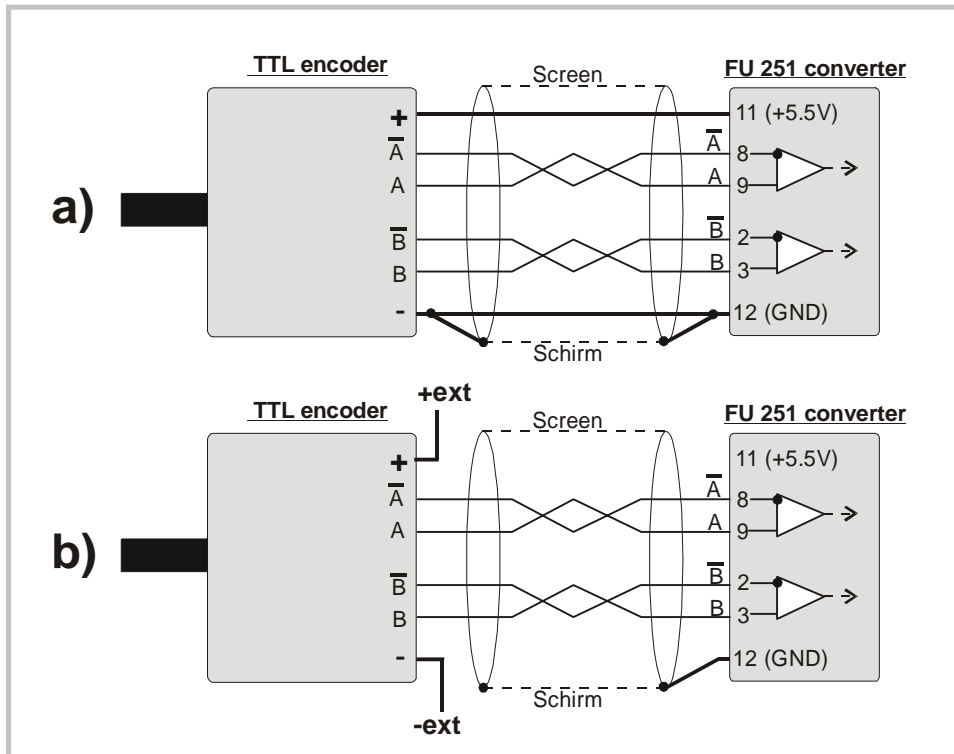 TTL encoder
Screen
FU 251 converter
a)
+
A̅
A
B̅
B
-
A̅
A
B̅
B
11 (+5.5V)
8
9
2
3
12 (GND)
Schirm
+ext
TTL encoder
Screen
FU 251 converter
b)
+
A̅
A
B̅
B
-
A̅
A
B̅
B
11 (+5.5V)
8
9
2
3
12 (GND)
Schirm
-ext